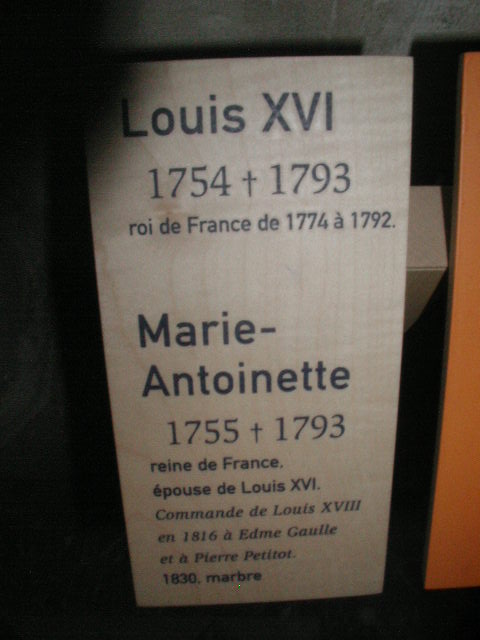 Louis XVI
1754 † 1793
roi de France de 1774 à 1792.
Marie-
Antoinette
1755 † 1793
reine de France,
épouse de Louis XVI.
Commande de Louis XVIII
en 1816 à Edme Gaulle
et à Pierre Petitot.
1830, marbre